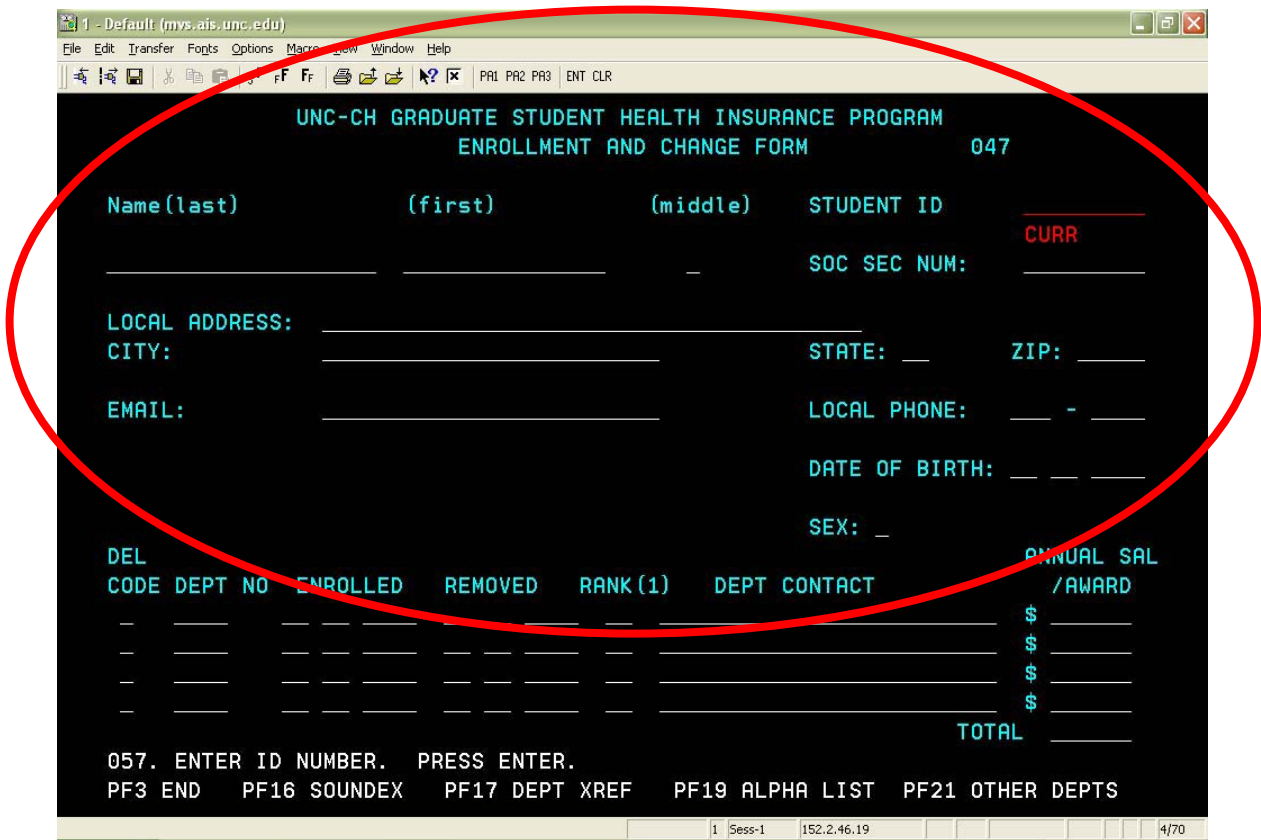 1 - Default (mvs.ais.unc.edu)
File Edit Transfer Fonts Options Macro View Window Help
PA1 PA2 PA3 ENT CLR
UNC-CH GRADUATE STUDENT HEALTH INSURANCE PROGRAM
ENROLLMENT AND CHANGE FORM 047
Name(last) (first) (middle) STUDENT ID
CURR
SOC SEC NUM:
LOCAL ADDRESS:
CITY: STATE: ZIP:
EMAIL: LOCAL PHONE: -
DATE OF BIRTH:
SEX:
DEL ANNUAL SAL
CODE DEPT NO ENROLLED REMOVED RANK(1) DEPT CONTACT /AWARD
$
$
$
$
TOTAL
057. ENTER ID NUMBER. PRESS ENTER.
PF3 END PF16 SOUNDEX PF17 DEPT XREF PF19 ALPHA LIST PF21 OTHER DEPTS
1 Sess-1 152.2.46.19 4/70